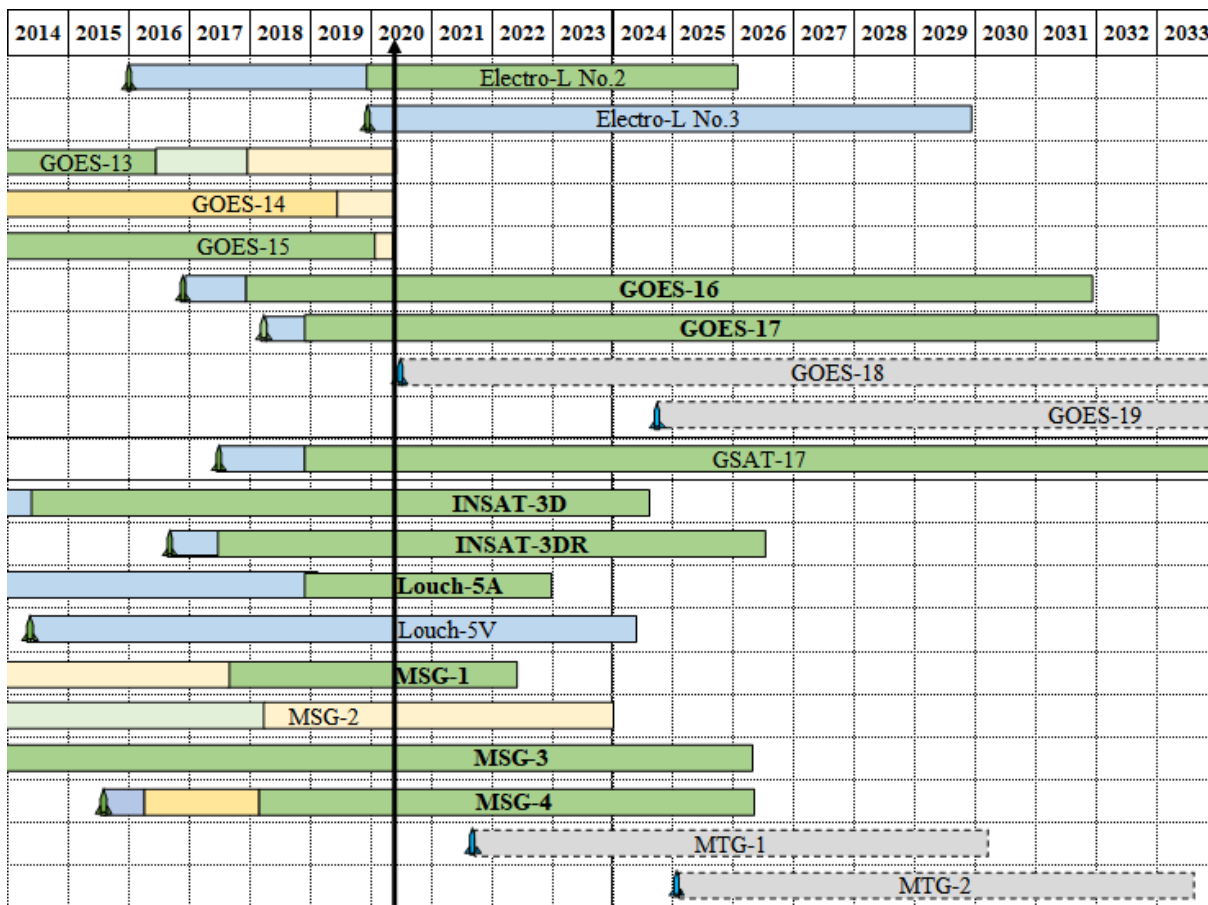 2014 2015 2016 2017 2018 2019 2020 2021 2022 2023 2024 2025 2026 2027 2028 2029 2030 2031 2032 2033
Electro-L No.2
Electro-L No.3
GOES-13
GOES-14
GOES-15
GOES-16
GOES-17
GOES-18
GOES-19
GSAT-17
INSAT-3D
INSAT-3DR
Louch-5A
Louch-5V
MSG-1
MSG-2
MSG-3
MSG-4
MTG-1
MTG-2